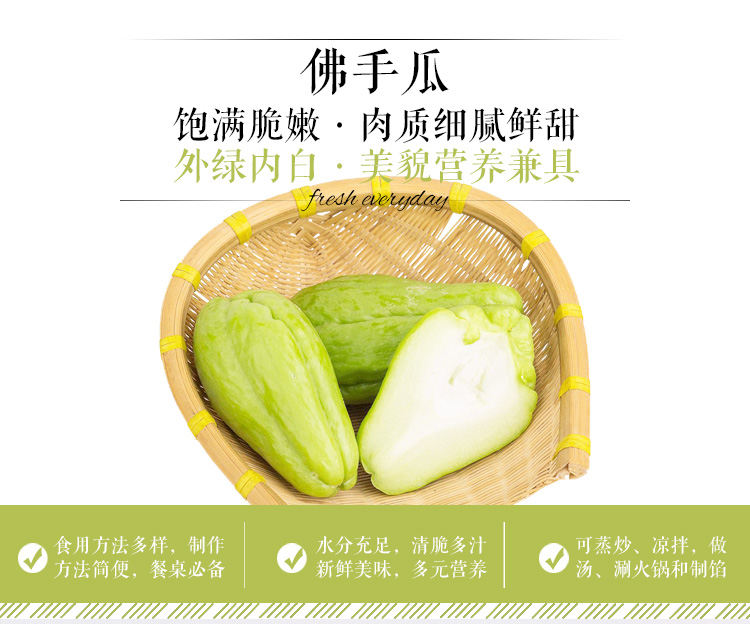 佛手瓜
饱满脆嫩·肉质细腻鲜甜
外绿内白·美貌营养兼具
fresh everyday
食用方法多样，制作
方法简便，餐桌必备
水分充足，清脆多汁
新鲜美味，多元营养
可蒸炒、凉拌，做
汤、涮火锅和制馅